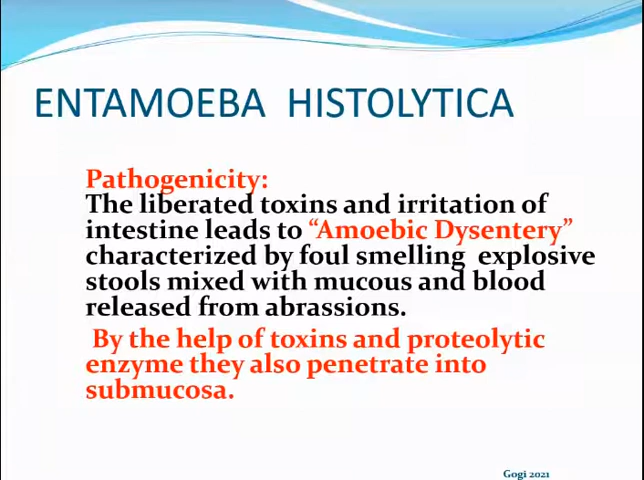 ENTAMOEBA HISTOLYTICA
Pathogenicity:
The liberated toxins and irritation of
intestine leads to “Amoebic Dysentery”
characterized by foul smelling explosive
stools mixed with mucous and blood
released from abrassions.
By the help of toxins and proteolytic
enzyme they also penetrate into
submucosa.
Gogi 2021